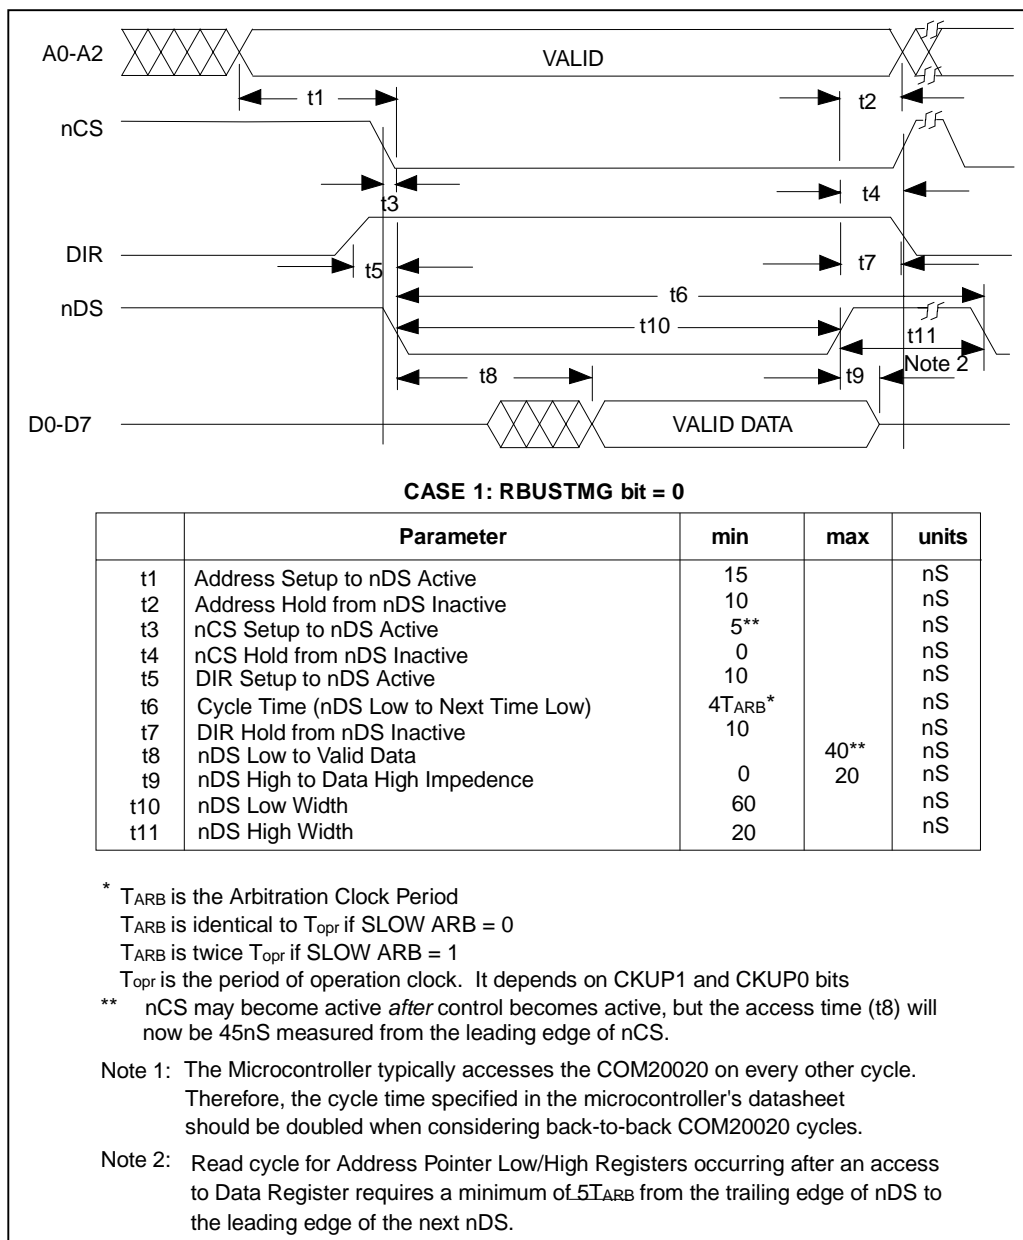 A0-A2 VALID
t1 t2
nCS
t3 t4
DIR
t5 t7
t6
nDS
t10 t11
Note 2
t8 t9
D0-D7 VALID DATA
CASE 1: RBUSTMG bit = 0
Parameter min max units
t1 Address Setup to nDS Active 15 nS
t2 Address Hold from nDS Inactive 10 nS
t3 nCS Setup to nDS Active 5** nS
t4 nCS Hold from nDS Inactive 0 nS
t5 DIR Setup to nDS Active 10 nS
t6 Cycle Time (nDS Low to Next Time Low) 4TARB* nS
t7 DIR Hold from nDS Inactive 10 nS
t8 nDS Low to Valid Data 40** nS
t9 nDS High to Data High Impedence 0 20 nS
t10 nDS Low Width 60 nS
t11 nDS High Width 20 nS
* TARB is the Arbitration Clock Period
TARB is identical to Topr if SLOW ARB = 0
TARB is twice Topr if SLOW ARB = 1
Topr is the period of operation clock. It depends on CKUP1 and CKUP0 bits
** nCS may become active after control becomes active, but the access time (t8) will
now be 45nS measured from the leading edge of nCS.
Note 1: The Microcontroller typically accesses the COM20020 on every other cycle.
Therefore, the cycle time specified in the microcontroller's datasheet
should be doubled when considering back-to-back COM20020 cycles.
Note 2: Read cycle for Address Pointer Low/High Registers occurring after an access
to Data Register requires a minimum of 5TARB from the trailing edge of nDS to
the leading edge of the next nDS.